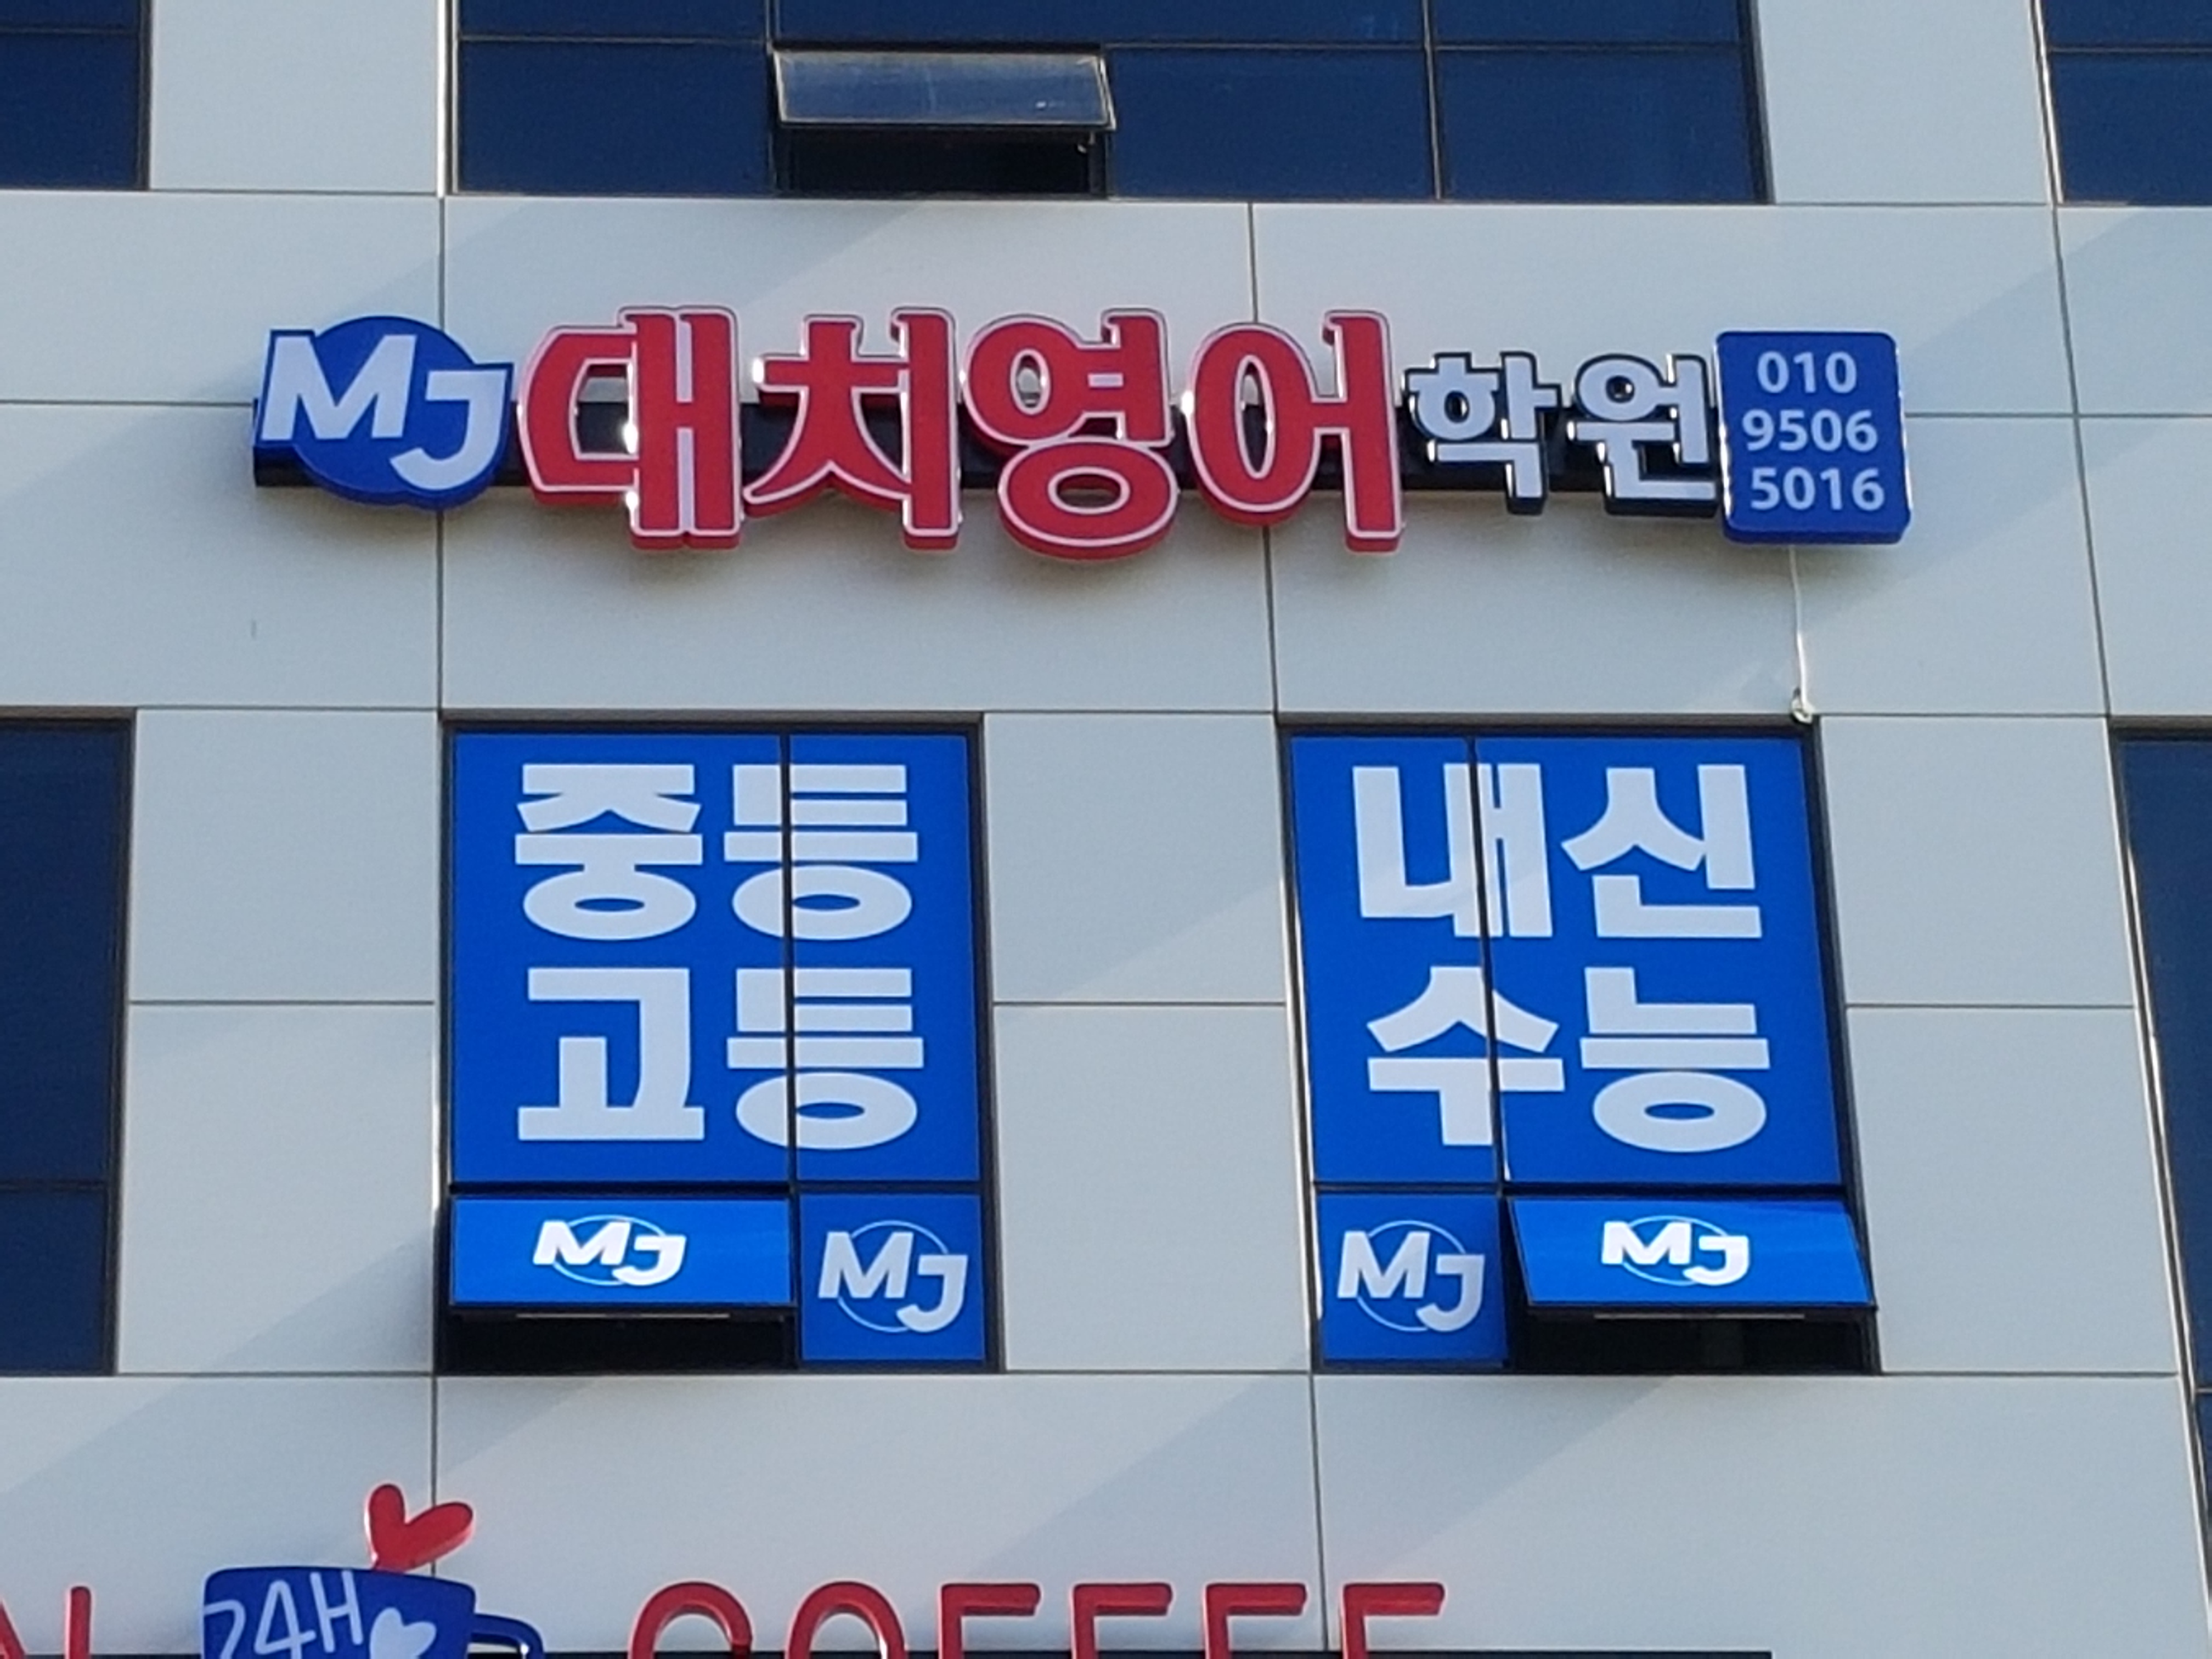 MJ 대치영어학원 010 9506 5016
중등 내신
고등 수능
MJ MJ MJ MJ
24H COFFEE